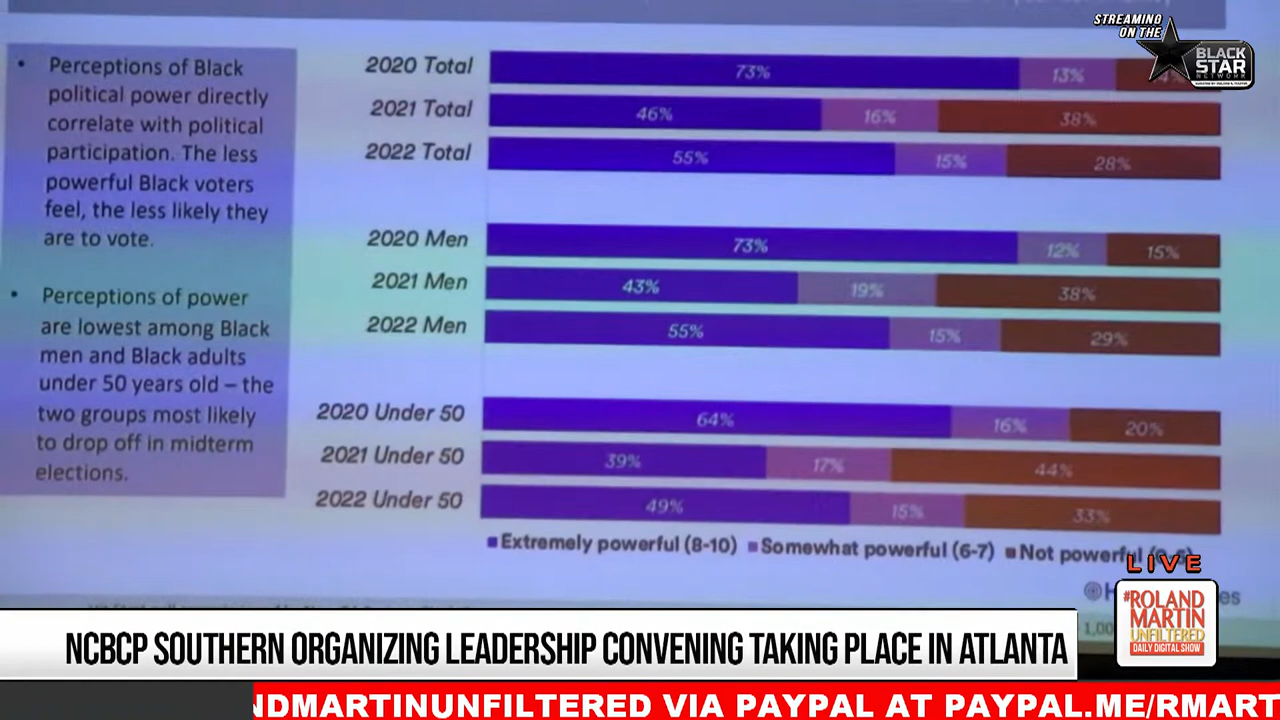 STREAMING
ON THE
BLACK
STAR
NETWORK
• Perceptions of Black
political power directly
correlate with political
participation. The less
powerful Black voters
feel, the less likely they
are to vote.
• Perceptions of power
are lowest among Black
men and Black adults
under 50 years old – the
two groups most likely
to drop off in midterm
elections.
2020 Total 73% 13%
2021 Total 46% 16% 38%
2022 Total 55% 15% 28%
2020 Men 73% 12% 15%
2021 Men 43% 19% 38%
2022 Men 55% 15% 29%
2020 Under 50 64% 16% 20%
2021 Under 50 39% 17% 44%
2022 Under 50 49% 15% 33%
Extremely powerful (8-10) Somewhat powerful (6-7) Not powerful
LIVE
#ROLAND
MARTIN
UNFILTERED
DAILY DIGITAL SHOW
NCBCP SOUTHERN ORGANIZING LEADERSHIP CONVENING TAKING PLACE IN ATLANTA
NDMARTINUNFILTERED VIA PAYPAL AT PAYPAL.ME/RMART